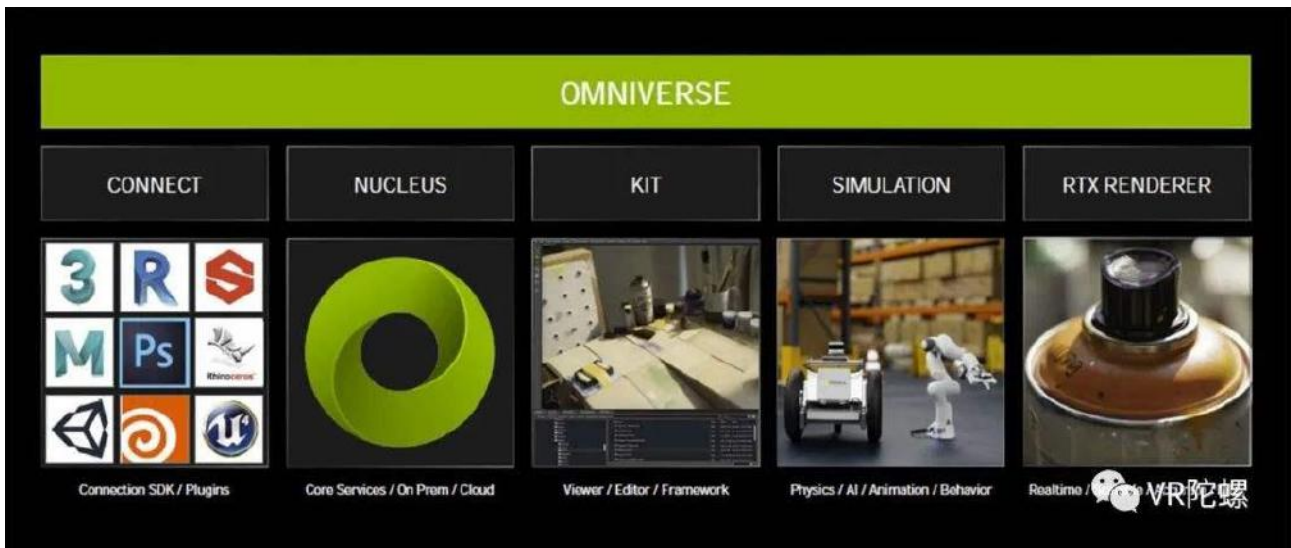 OMNIVERSE
CONNECT
NUCLEUS
KIT
SIMULATION
RTX RENDERER
3 R S
M Ps Rhinoceros
U
Connection SDK / Plugins
Core Services / On Prem / Cloud
Viewer / Editor / Framework
Physics / AI / Animation / Behavior
Realtime /
VR陀螺